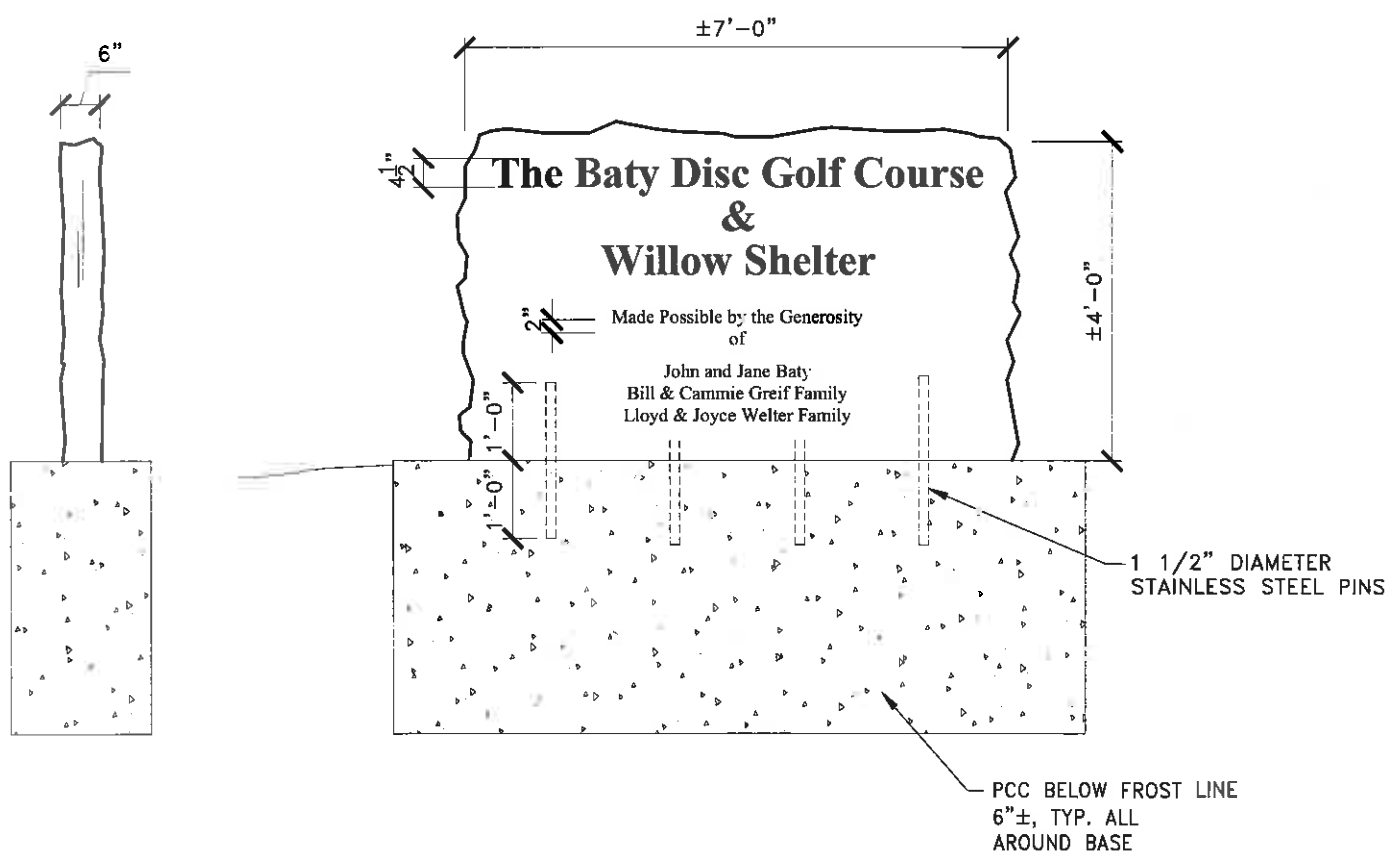 6"
±7'-0"
4 1/2"
The Baty Disc Golf Course
&
Willow Shelter
2"
Made Possible by the Generosity
of
John and Jane Baty
Bill & Cammie Greif Family
Lloyd & Joyce Welter Family
±4'-0"
1'-0"
1'-0"
1 1/2" DIAMETER
STAINLESS STEEL PINS
PCC BELOW FROST LINE
6"±, TYP. ALL
AROUND BASE